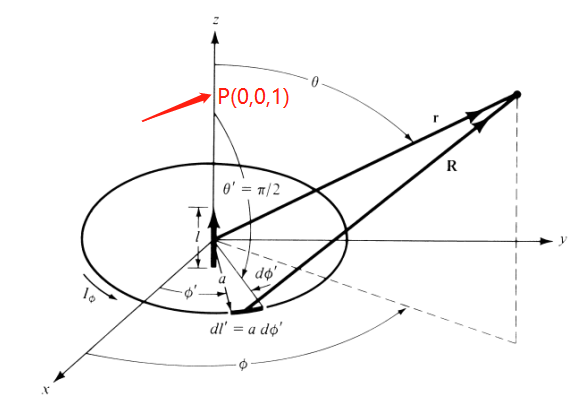 z
θ
P(0,0,1)
r
R
θ′ = π/2
l
y
a
dϕ′
ϕ′
I_ϕ
dl′ = a dϕ′
ϕ
x